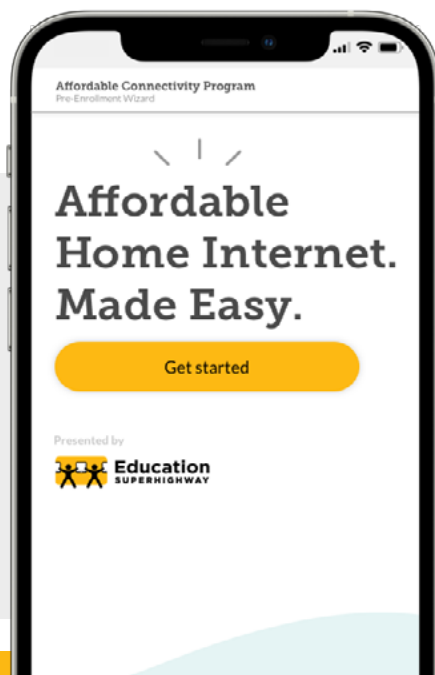 Affordable Connectivity Program
Pre-Enrollment Wizard
Affordable
Home Internet.
Made Easy.
Get started
Presented by
Education
SUPERHIGHWAY